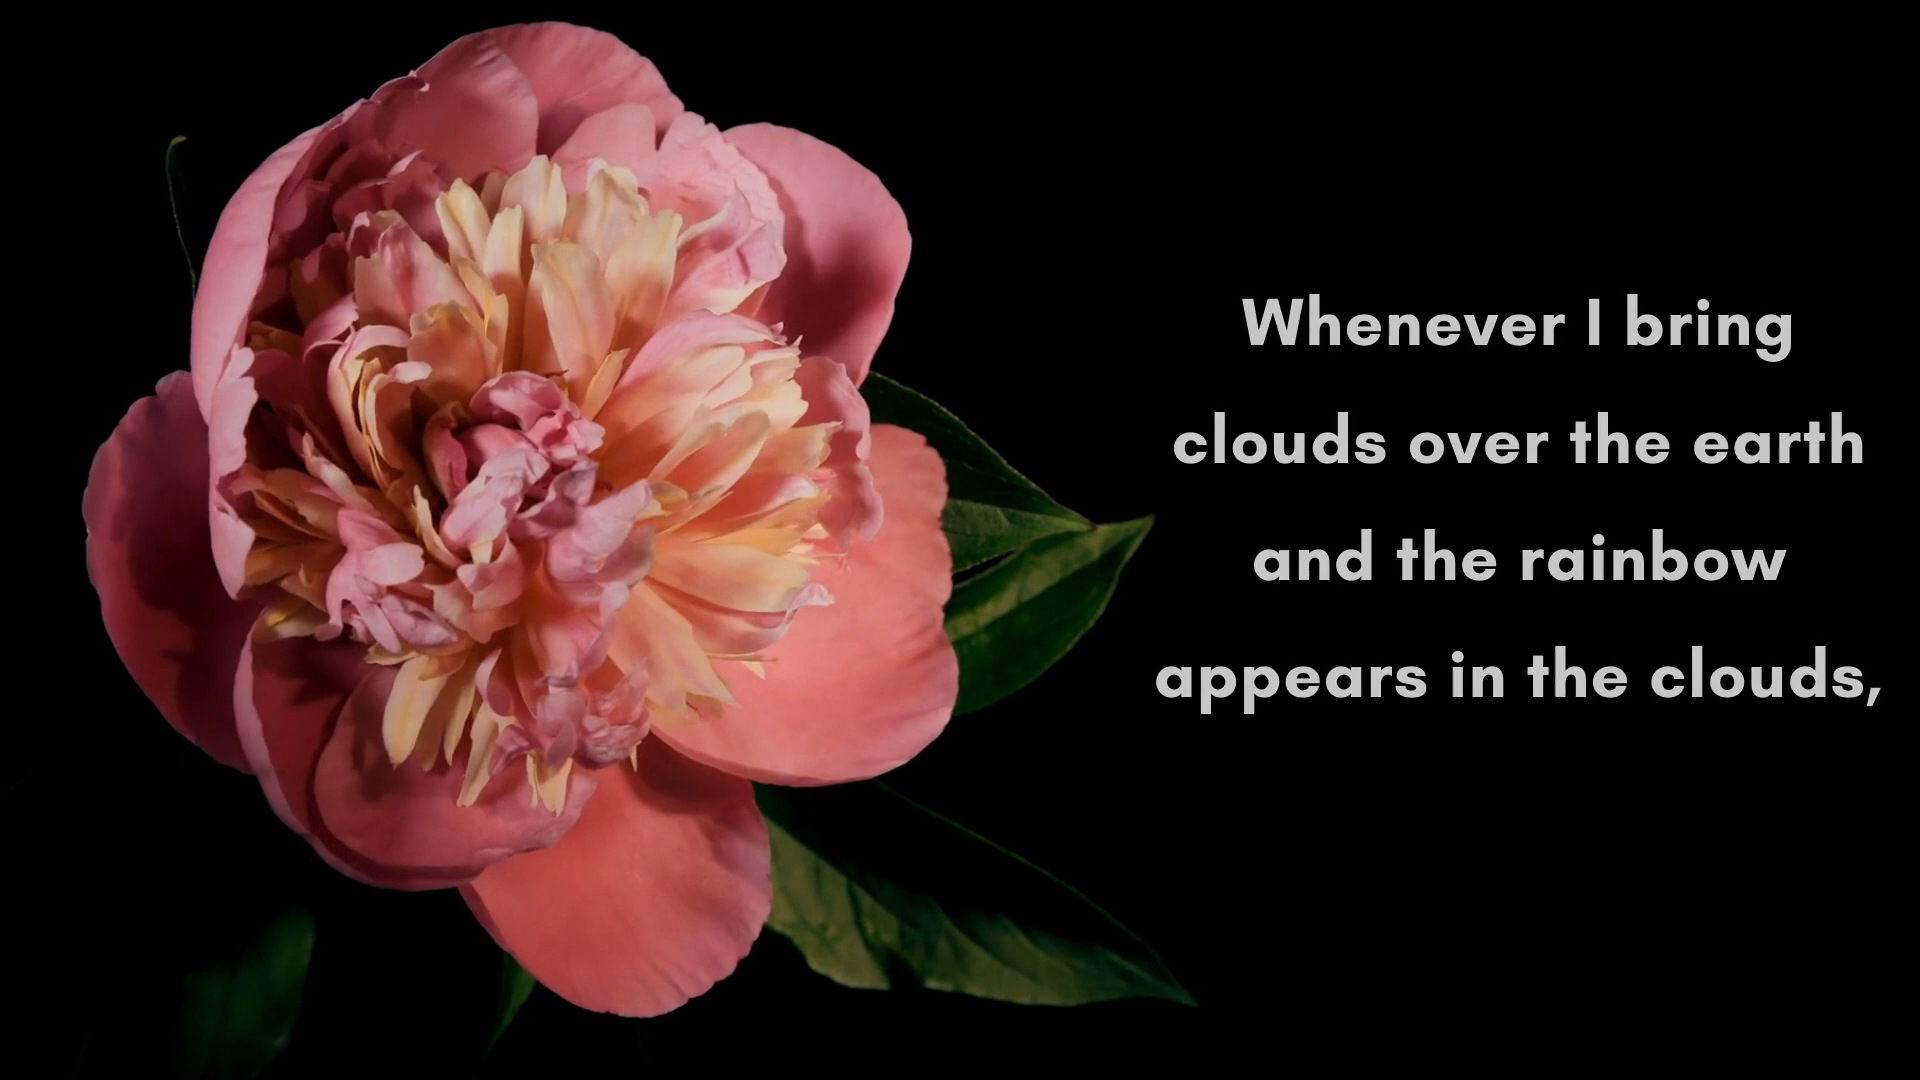 Whenever I bring
clouds over the earth
and the rainbow
appears in the clouds,